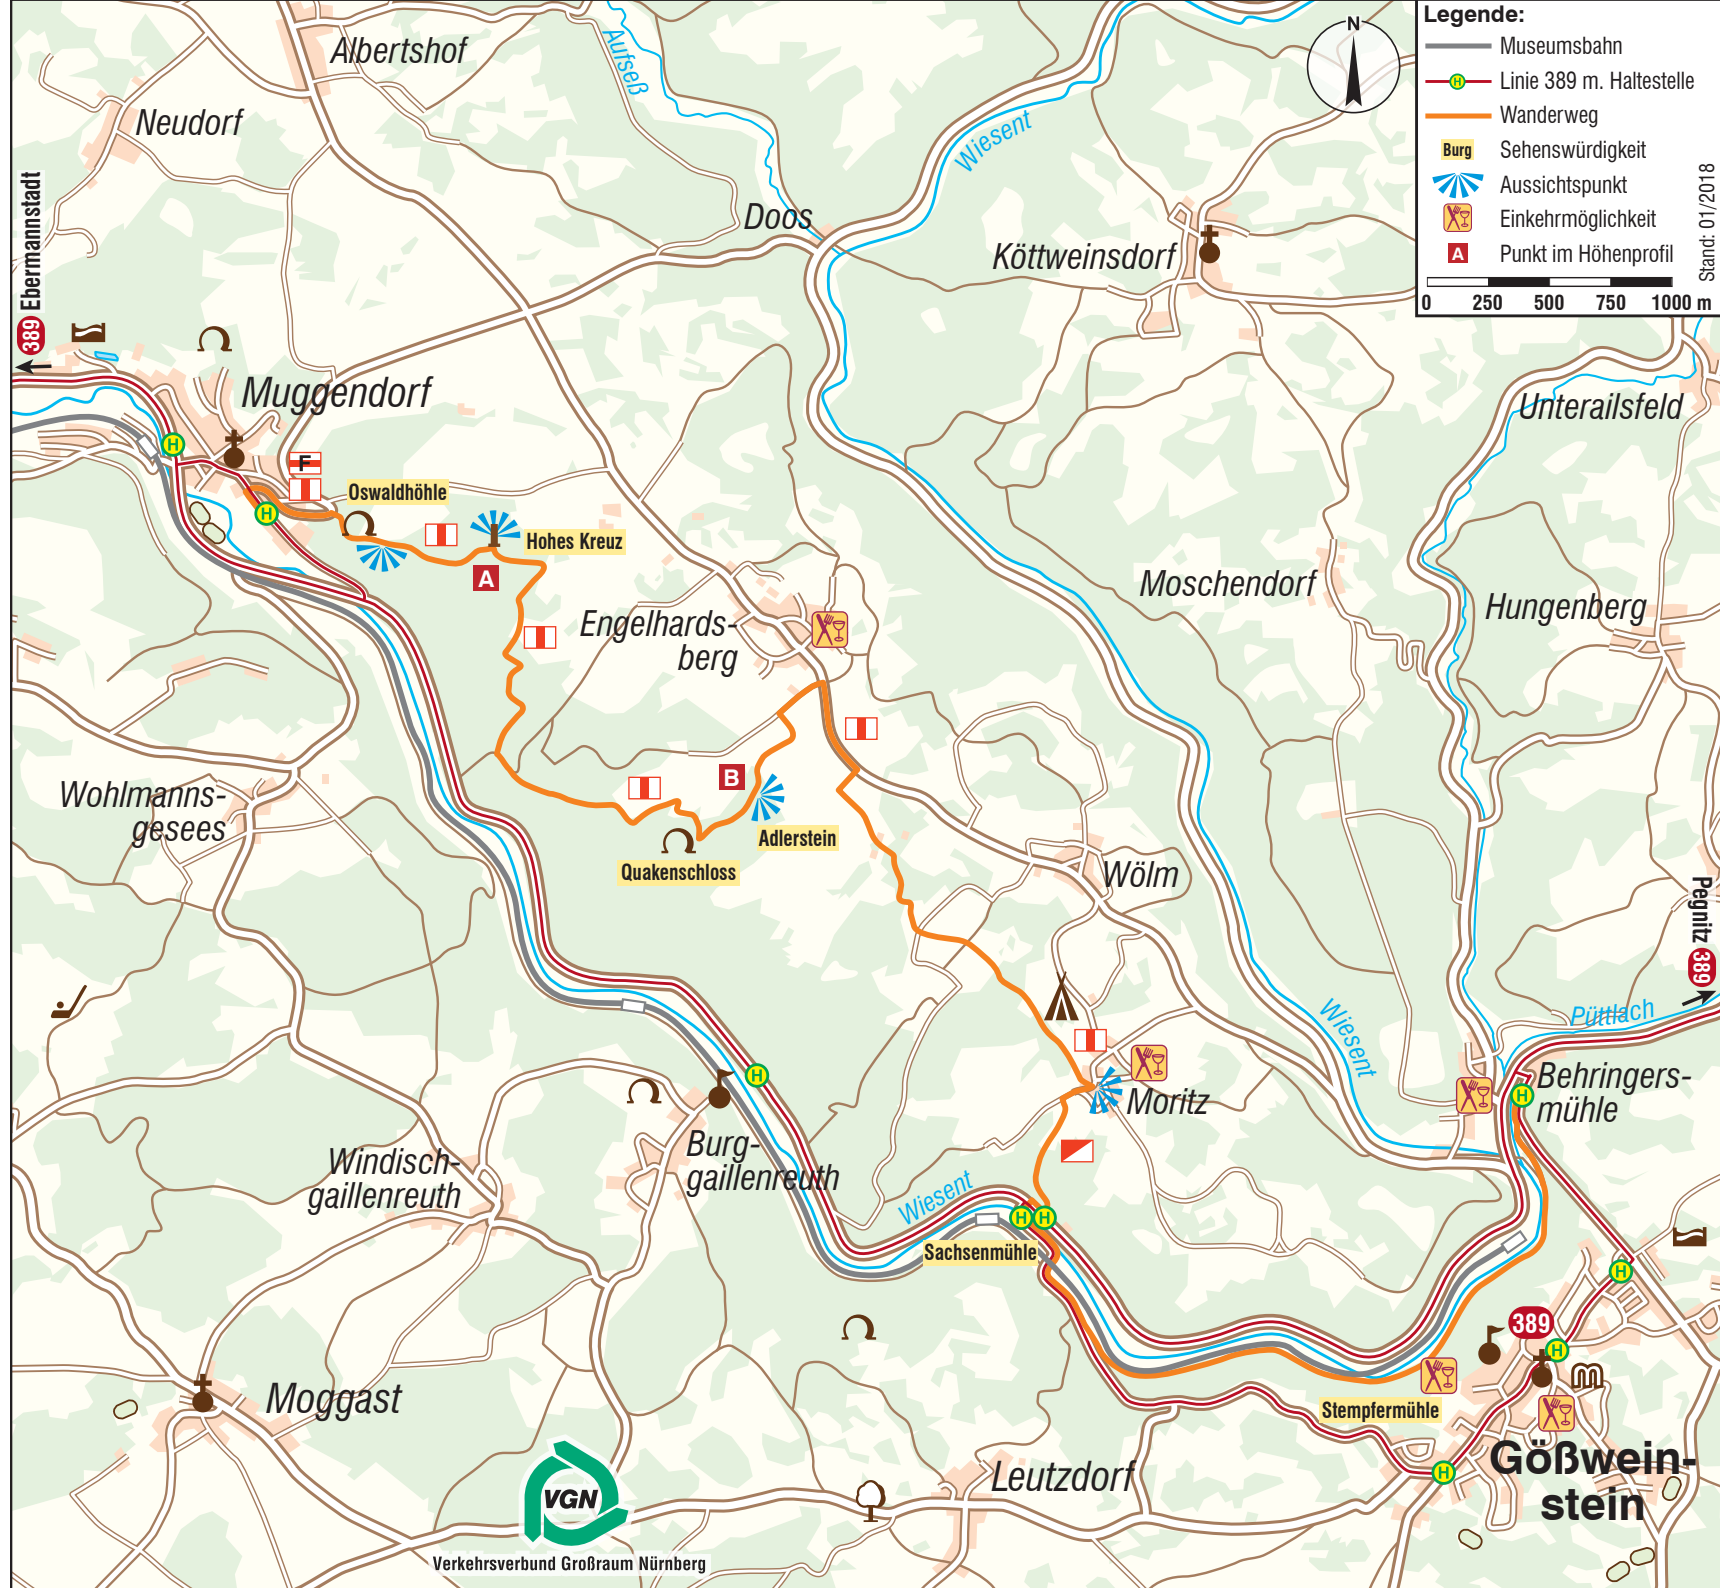 Legende:
Museumsbahn
H
Linie 389 m. Haltestelle
Wanderweg
Burg
Sehenswürdigkeit
Aussichtspunkt
Einkehrmöglichkeit
A
Punkt im Höhenprofil
0 250 500 750 1000 m
Stand: 01/2018
N
Albertshof
Aufseß
Neudorf
Wiesent
Doos
Köttweinsdorf
389 Ebermannstadt
Muggendorf
Unterailsfeld
H
F
Oswaldhöhle
H
Hohes Kreuz
A
Moschendorf
Hungenberg
Engelhards-
berg
B
Wohlmanns-
gesees
Adlerstein
Quakenschloss
Wölm
Pegnitz 389
Wiesent
Püttlach
H
Behringers-
mühle
H
Moritz
Burg-
gaillenreuth
Windisch-
gaillenreuth
Wiesent
H H
Sachsenmühle
H
389
H
Moggast
Stempfermühle
Gößwein-
stein
H
Leutzdorf
VGN
Verkehrsverbund Großraum Nürnberg